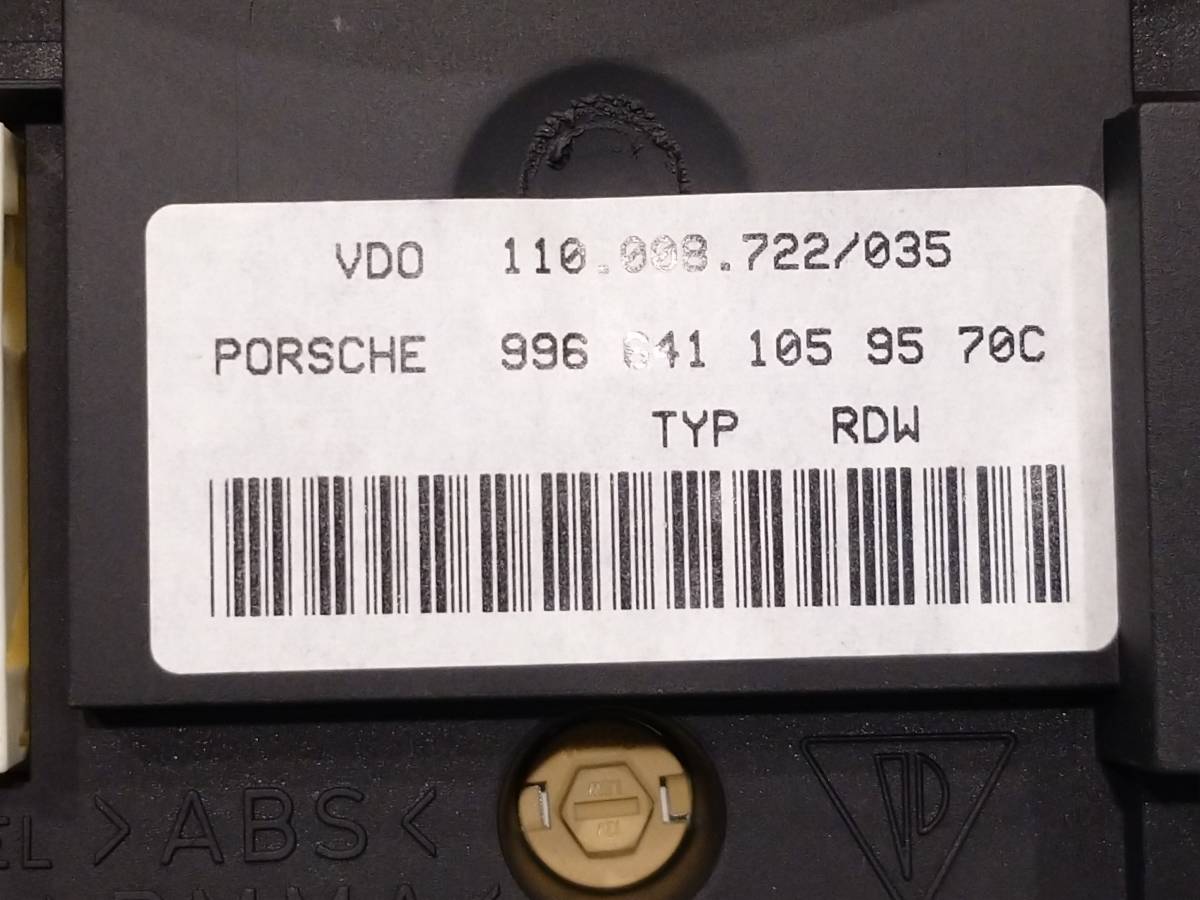 VDO 110.008.722/035
PORSCHE 996 641 105 95 70C
TYP RDW
>ABS<